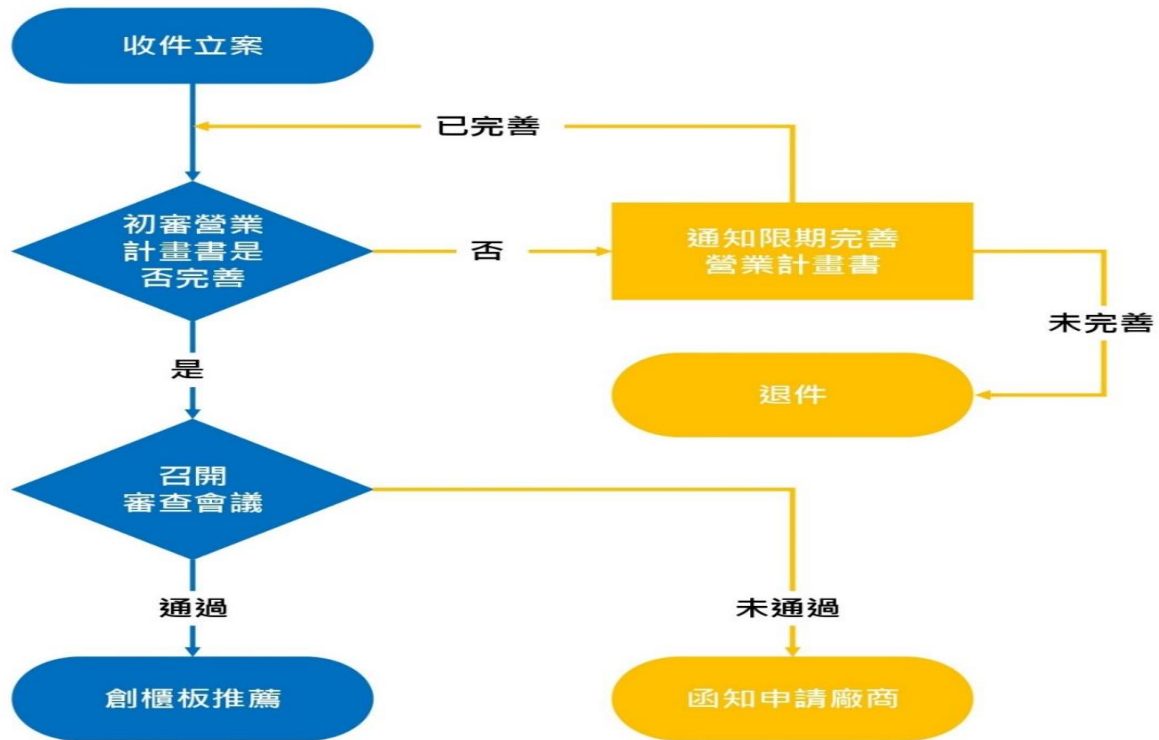 收件立案
已完善
初審營業
計畫書是
否完善
否
通知限期完善
營業計畫書
未完善
是
退件
召開
審查會議
通過
未通過
創櫃板推薦
函知申請廠商